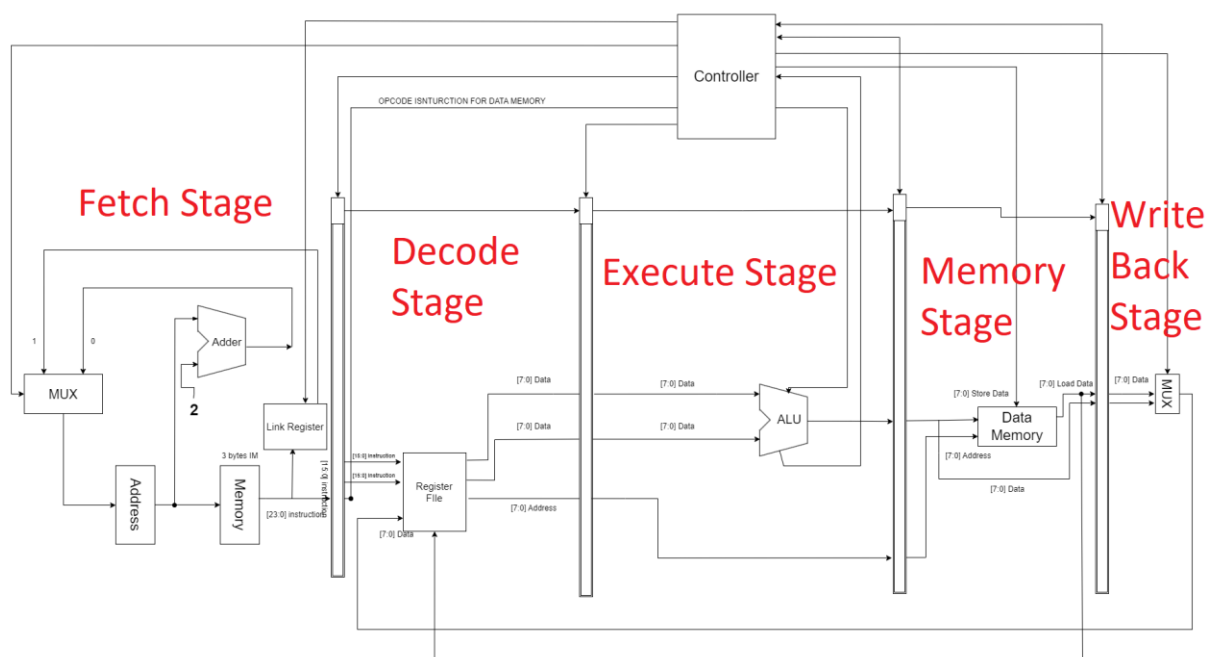 Controller
OPCODE ISNTURCTION FOR DATA MEMORY
Fetch Stage
Decode
Stage
Execute Stage
Memory
Stage
Write
Back
Stage
1
0
Adder
MUX
2
Link Register
3 bytes IM
Address
Memory
[23:0] instruction
[15:0] instruction
[16:0] instruction
[16:0] instruction
Register
FIle
[7:0] Data
[7:0] Data
[7:0] Data
[7:0] Address
[7:0] Data
[7:0] Data
ALU
[7:0] Store Data
[7:0] Load Data
Data
Memory
[7:0] Address
[7:0] Data
[7:0] Data
MUX